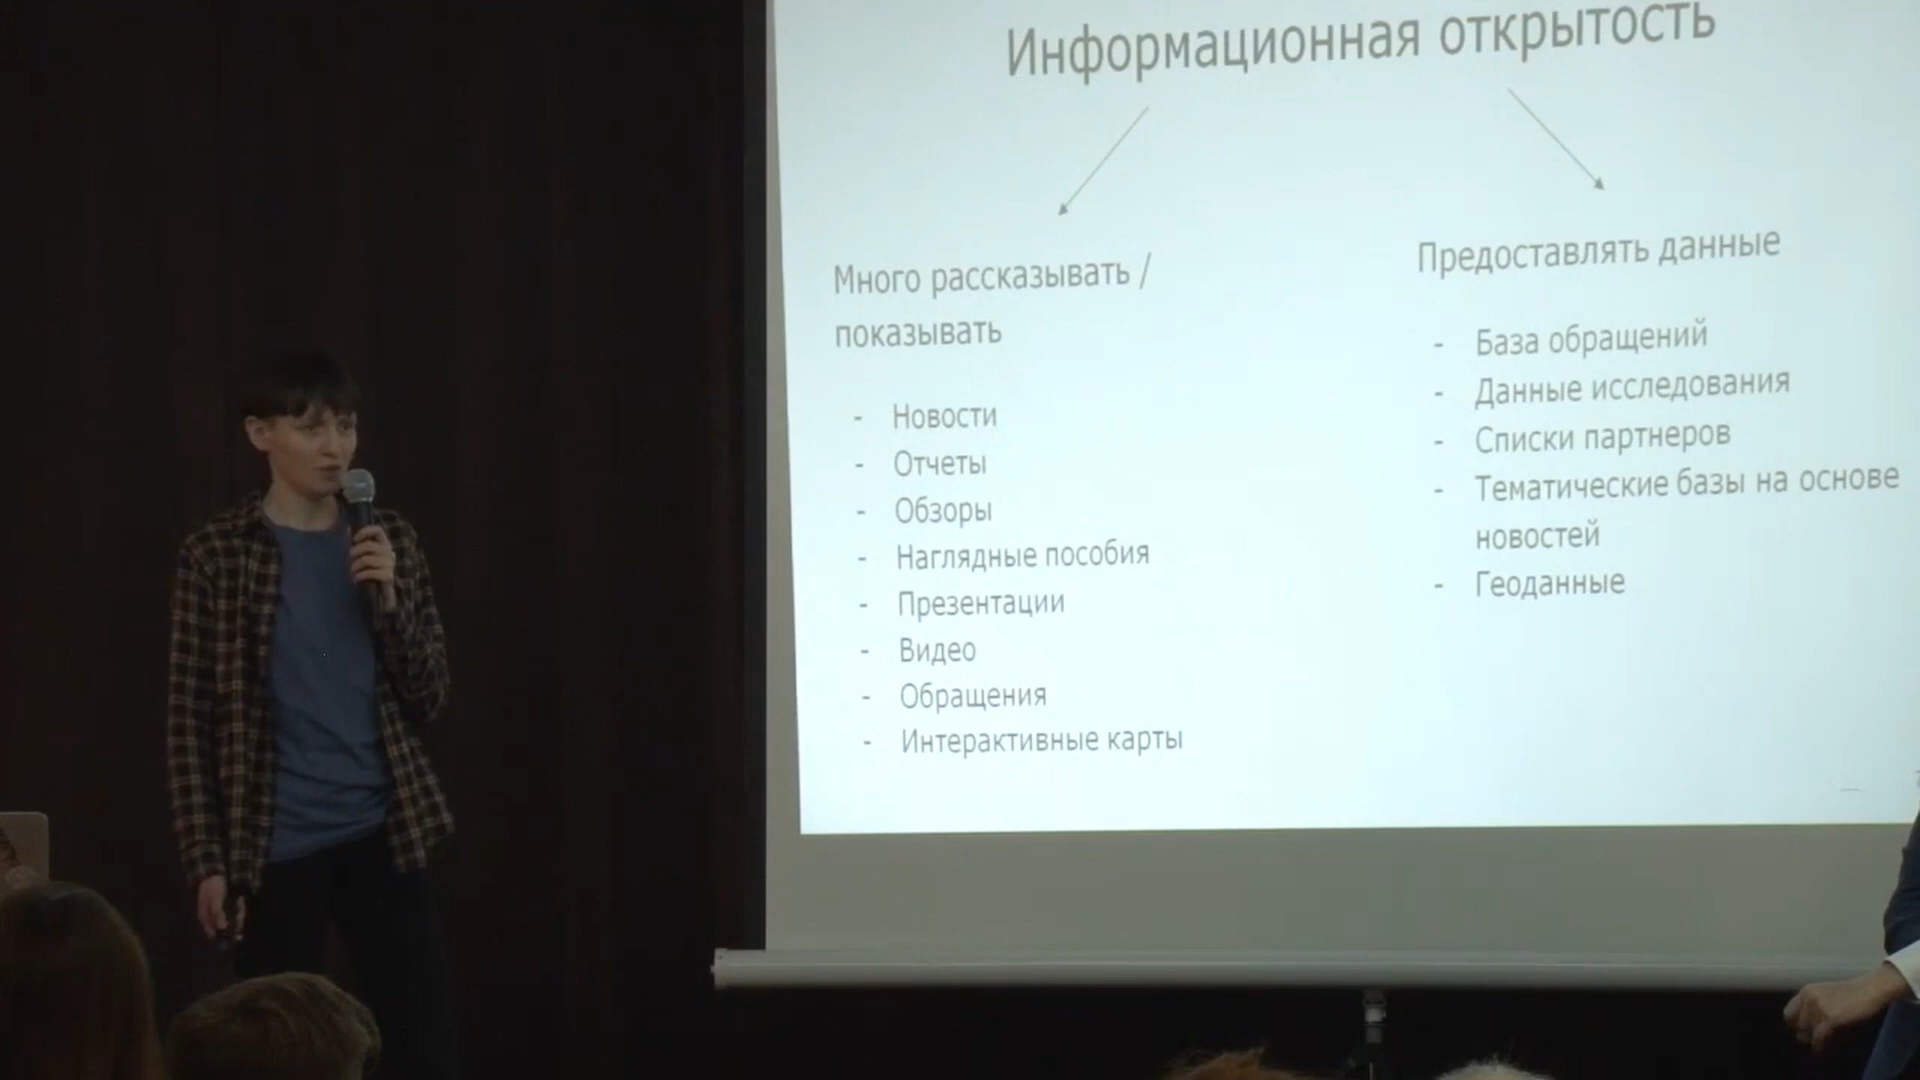 Информационная открытость
Много рассказывать /
показывать
- Новости
- Отчеты
- Обзоры
- Наглядные пособия
- Презентации
- Видео
- Обращения
- Интерактивные карты
Предоставлять данные
- База обращений
- Данные исследования
- Списки партнеров
- Тематические базы на основе
новостей
- Геоданные